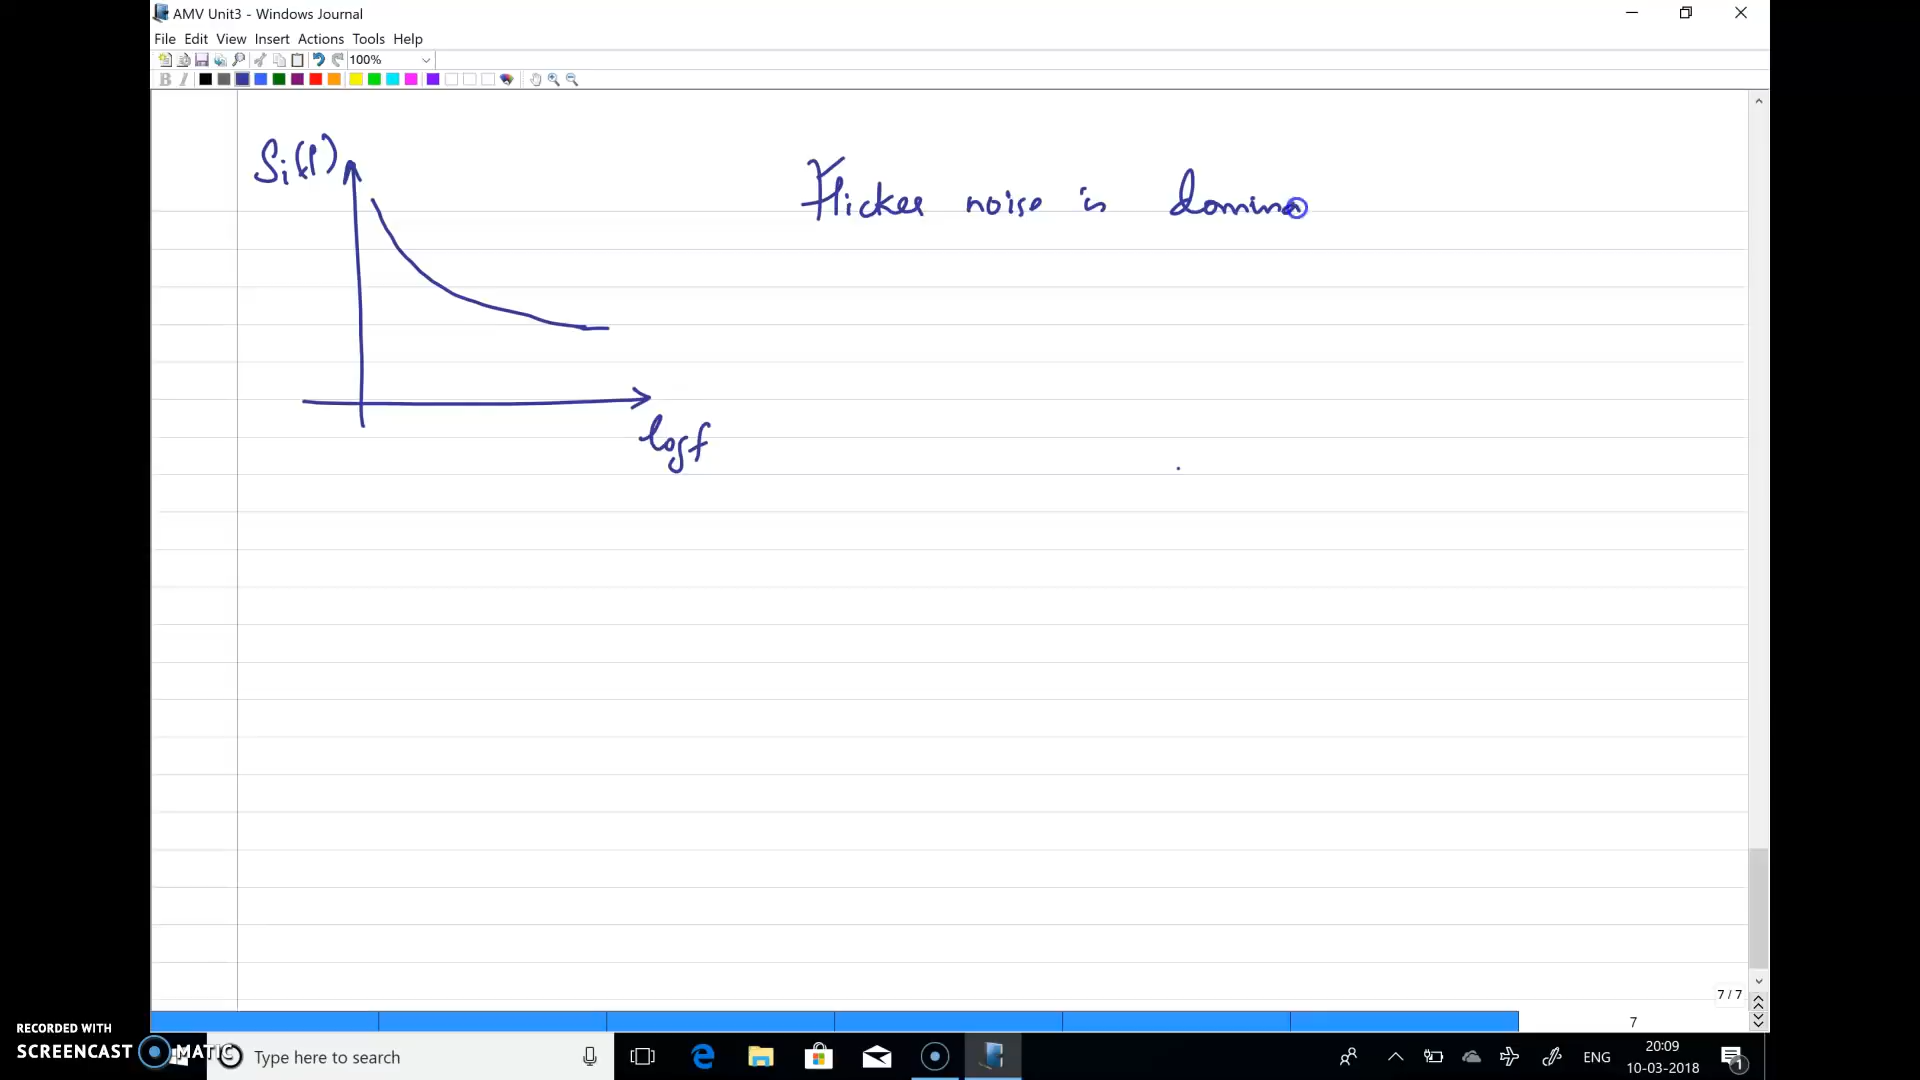 AMV Unit3 - Windows Journal
File Edit View Insert Actions Tools Help
100%
B I
Si(f)
Flicker noise is domina
log f
7 / 7
7
RECORDED WITH
SCREENCAST MATIC
Type here to search
ENG
20:09
10-03-2018
1